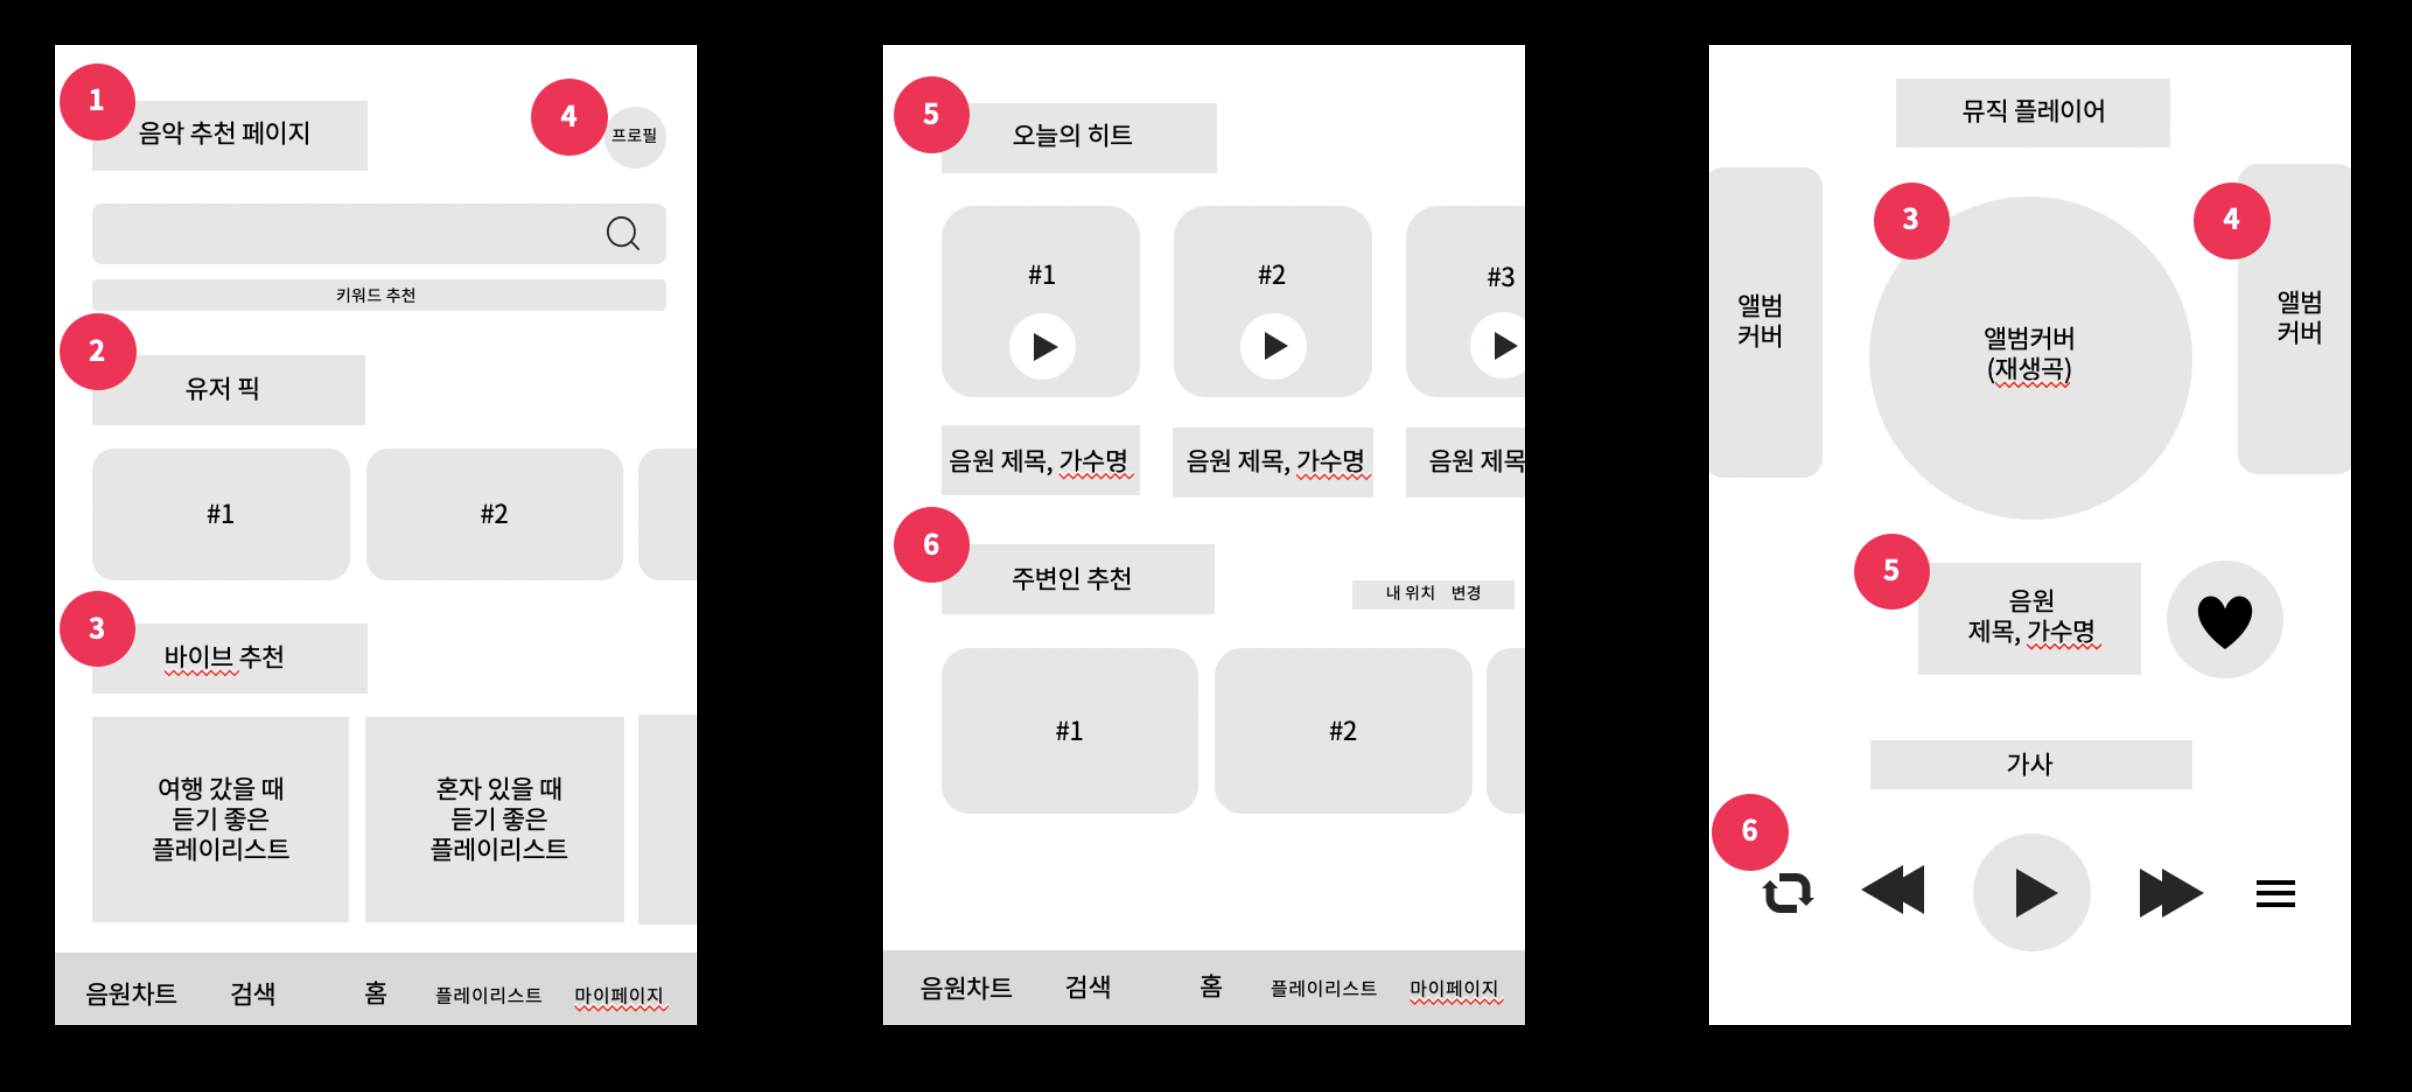 1
음악 추천 페이지
4
프로필
키워드 추천
2
유저 픽
#1
#2
3
바이브 추천
여행 갔을 때
듣기 좋은
플레이리스트
혼자 있을 때
듣기 좋은
플레이리스트
음원차트 검색 홈 플레이리스트 마이페이지
5
오늘의 히트
#1
#2
#3
음원 제목, 가수명
음원 제목, 가수명
음원 제목
6
주변인 추천
내 위치 변경
#1
#2
음원차트 검색 홈 플레이리스트 마이페이지
뮤직 플레이어
앨범
커버
3
앨범커버
(재생곡)
4
앨범
커버
5
음원
제목, 가수명
가사
6